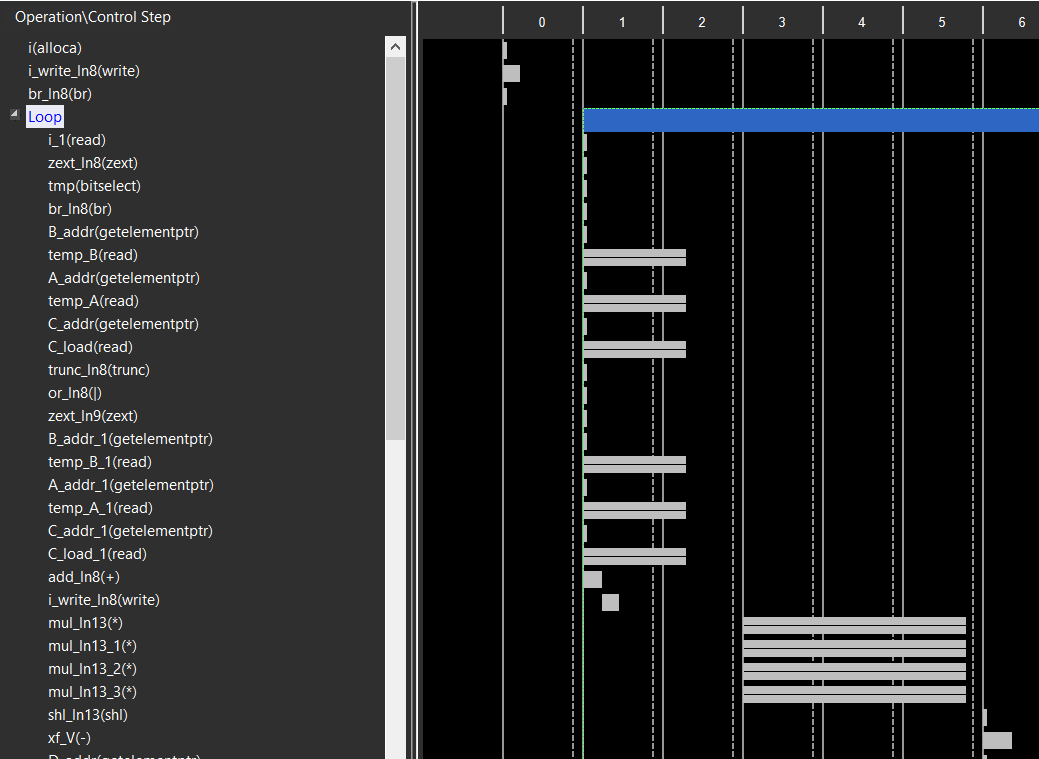 Operation\Control Step
0 1 2 3 4 5 6
i(alloca)
i_write_ln8(write)
br_ln8(br)
Loop
i_1(read)
zext_ln8(zext)
tmp(bitselect)
br_ln8(br)
B_addr(getelementptr)
temp_B(read)
A_addr(getelementptr)
temp_A(read)
C_addr(getelementptr)
C_load(read)
trunc_ln8(trunc)
or_ln8(|)
zext_ln9(zext)
B_addr_1(getelementptr)
temp_B_1(read)
A_addr_1(getelementptr)
temp_A_1(read)
C_addr_1(getelementptr)
C_load_1(read)
add_ln8(+)
i_write_ln8(write)
mul_ln13(*)
mul_ln13_1(*)
mul_ln13_2(*)
mul_ln13_3(*)
shl_ln13(shl)
xf_V(-)